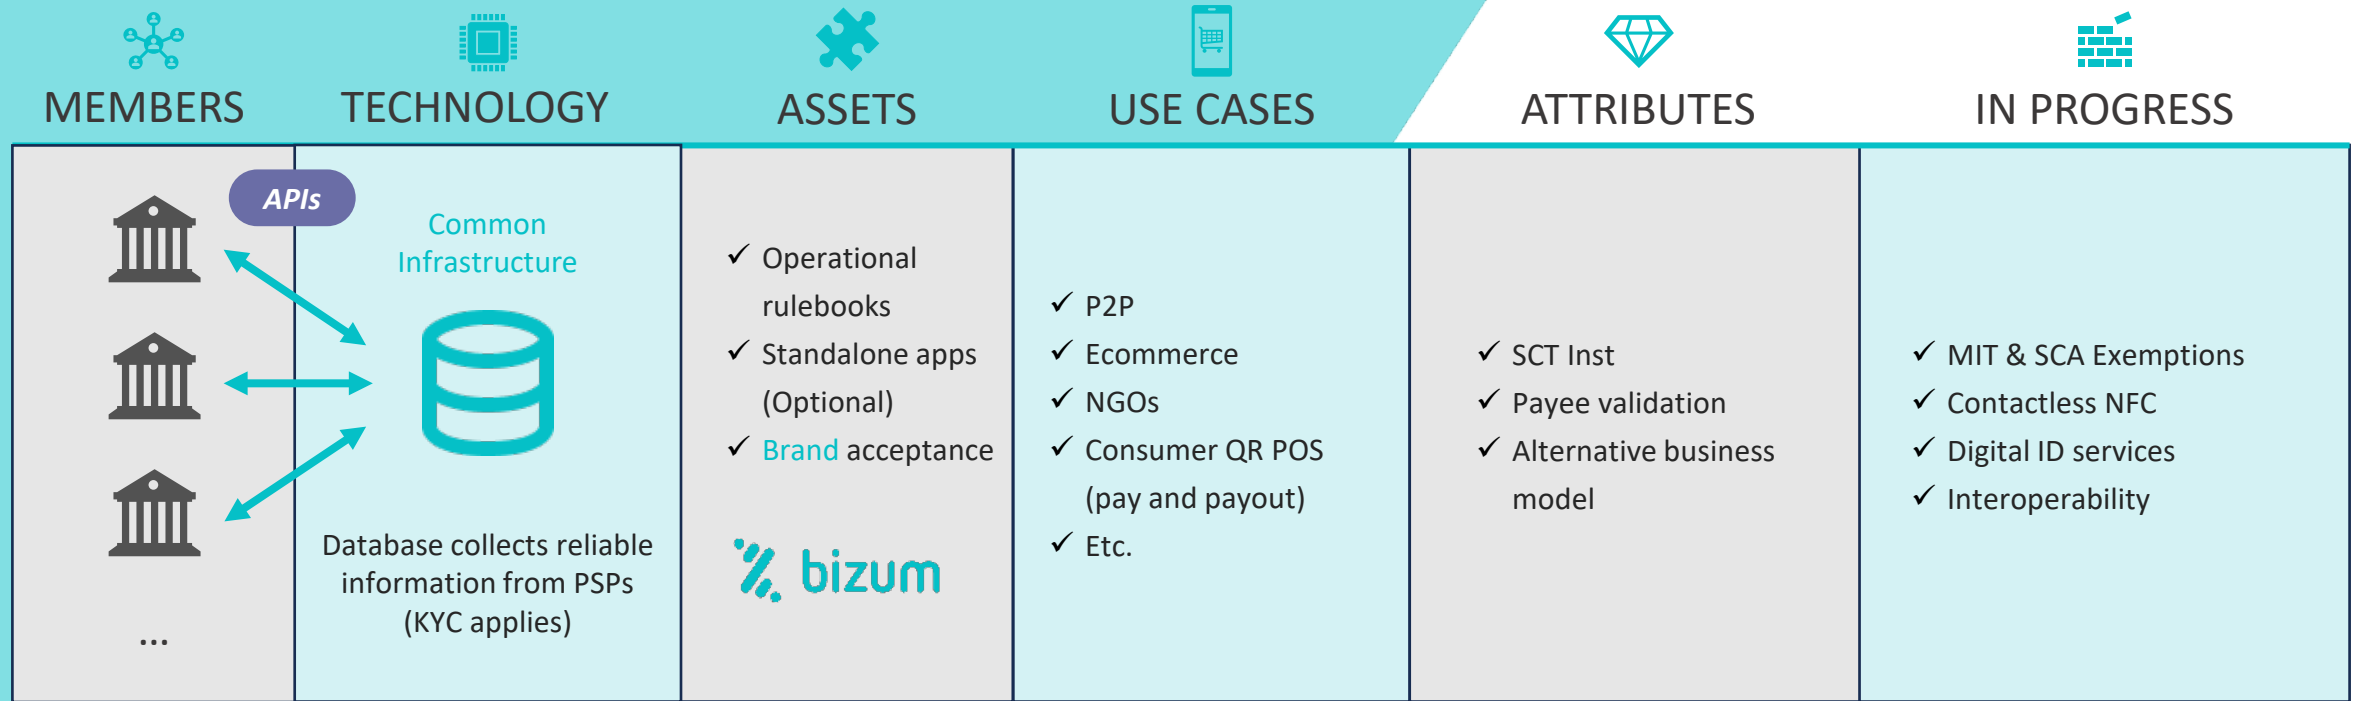 MEMBERS
TECHNOLOGY
ASSETS
USE CASES
ATTRIBUTES
IN PROGRESS
APIs
...
Common
Infrastructure
Database collects reliable
information from PSPs
(KYC applies)
✓ Operational
rulebooks
✓ Standalone apps
(Optional)
✓ Brand acceptance
bizum
✓ P2P
✓ Ecommerce
✓ NGOs
✓ Consumer QR POS
(pay and payout)
✓ Etc.
✓ SCT Inst
✓ Payee validation
✓ Alternative business
model
✓ MIT & SCA Exemptions
✓ Contactless NFC
✓ Digital ID services
✓ Interoperability